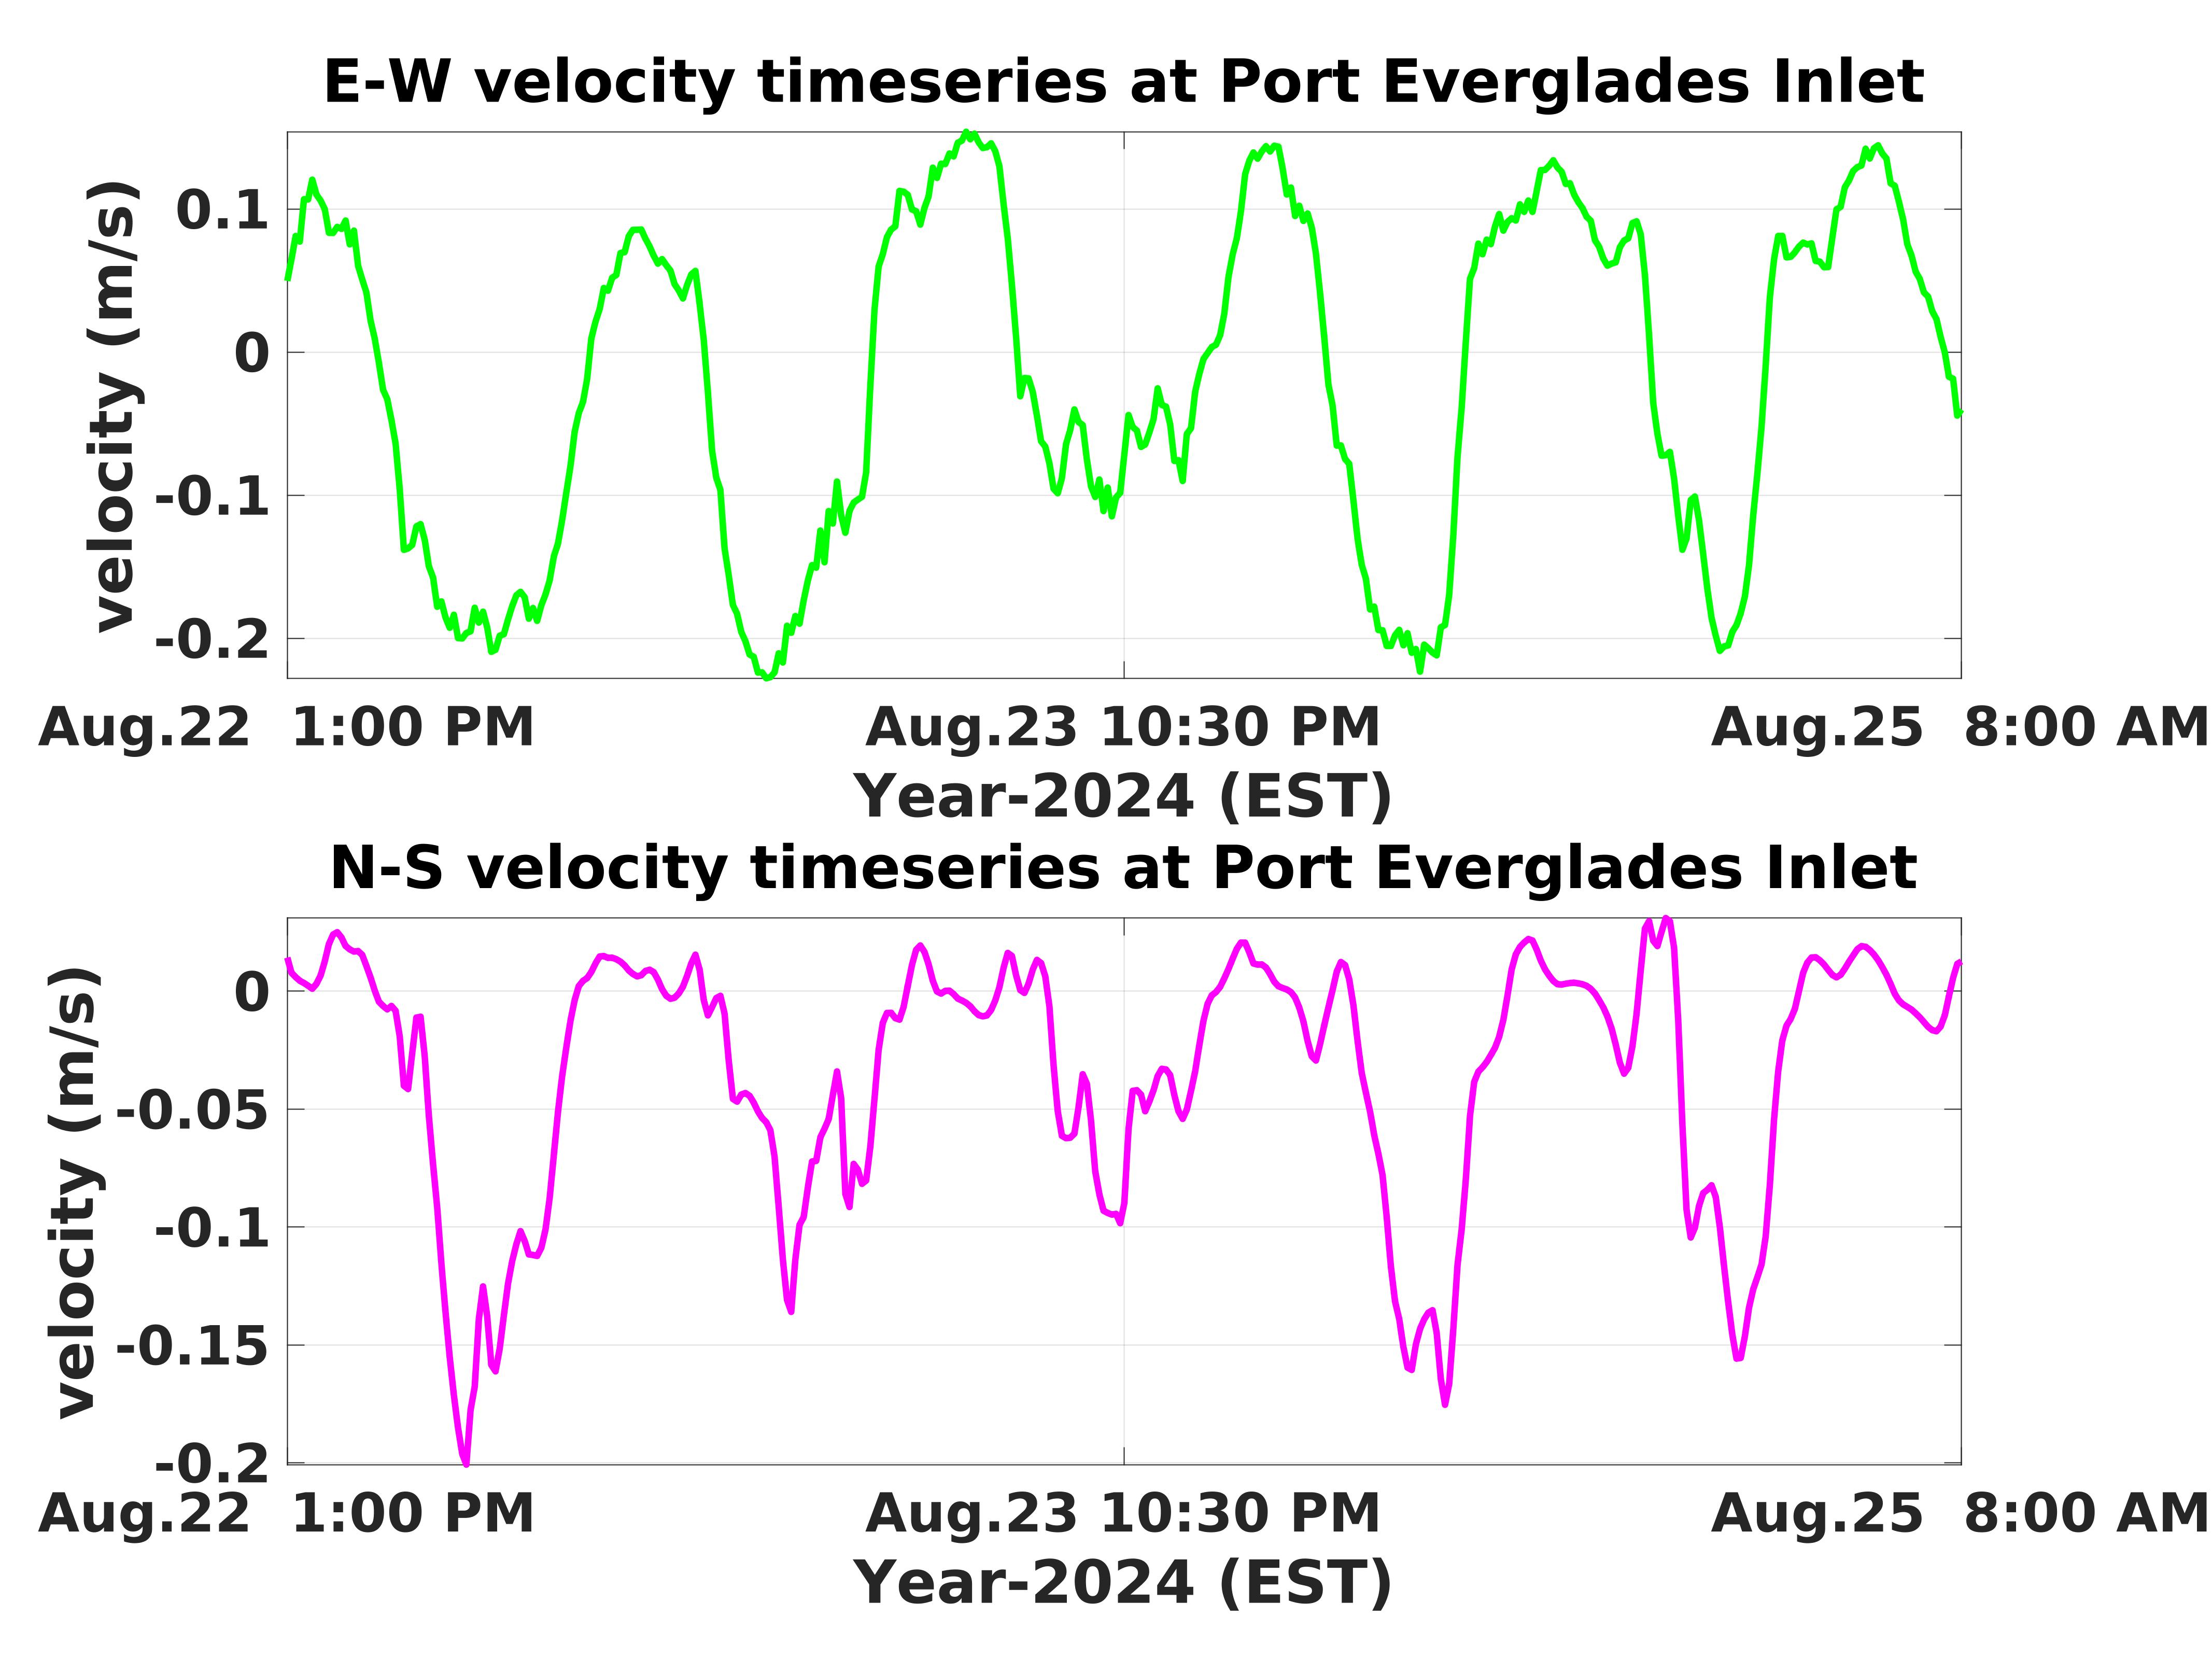 E-W velocity timeseries at Port Everglades Inlet
velocity (m/s)
0.1
0
-0.1
-0.2
Aug.22 1:00 PM Aug.23 10:30 PM Aug.25 8:00 AM
Year-2024 (EST)
N-S velocity timeseries at Port Everglades Inlet
velocity (m/s)
0
-0.05
-0.1
-0.15
-0.2
Aug.22 1:00 PM Aug.23 10:30 PM Aug.25 8:00 AM
Year-2024 (EST)